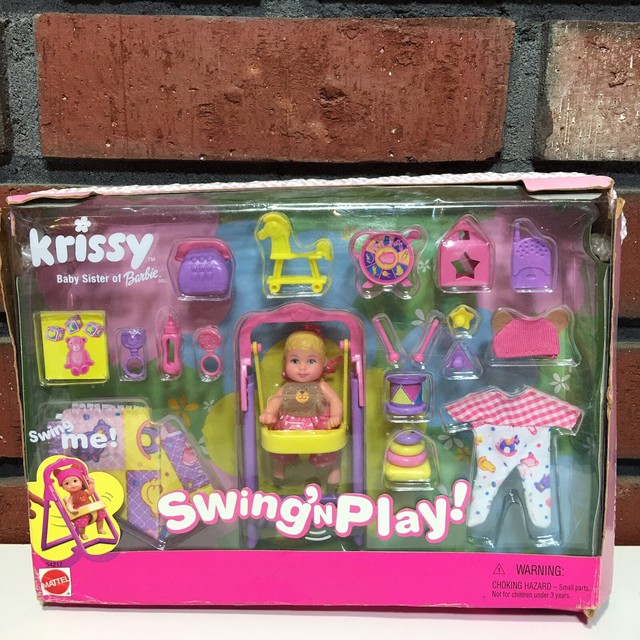 Krissy™
Baby Sister of Barbie
Swing me!
Swing 'N Play!
MATTEL
WARNING:
CHOKING HAZARD – Small parts.
Not for children under 3 years.